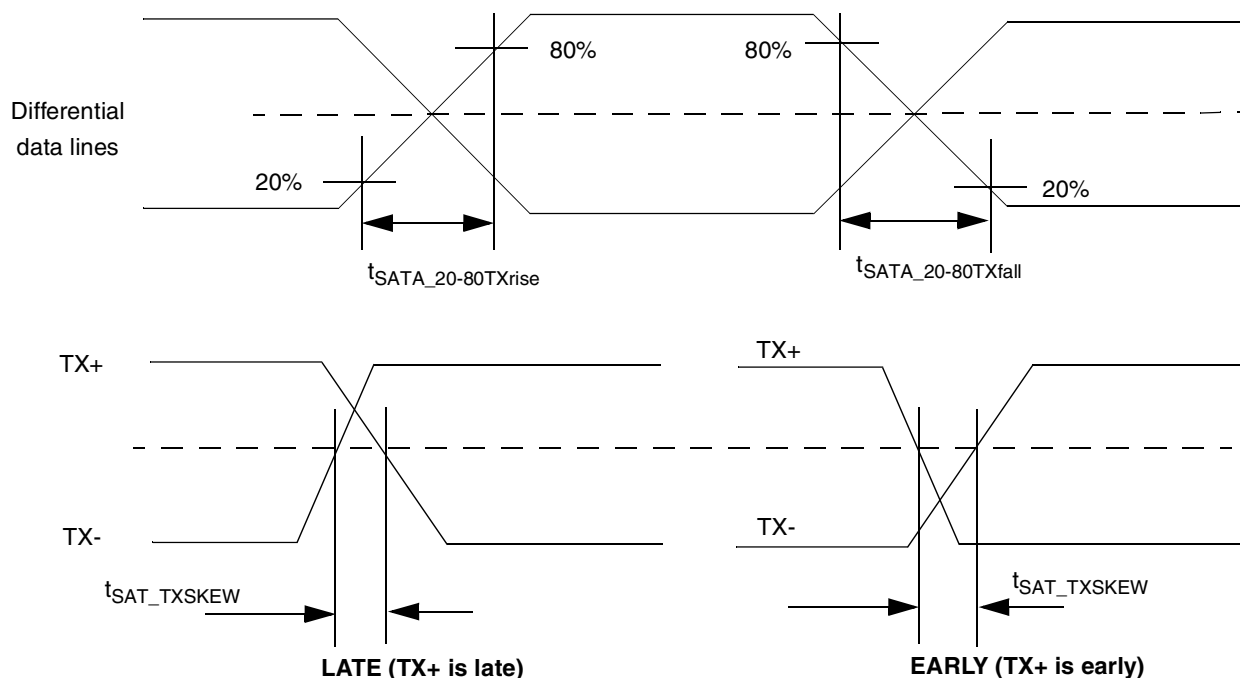 80%
80%
Differential
data lines
20%
20%
tSATA_20-80TXrise
tSATA_20-80TXfall
TX+
TX+
TX-
TX-
tSAT_TXSKEW
tSAT_TXSKEW
LATE (TX+ is late)
EARLY (TX+ is early)